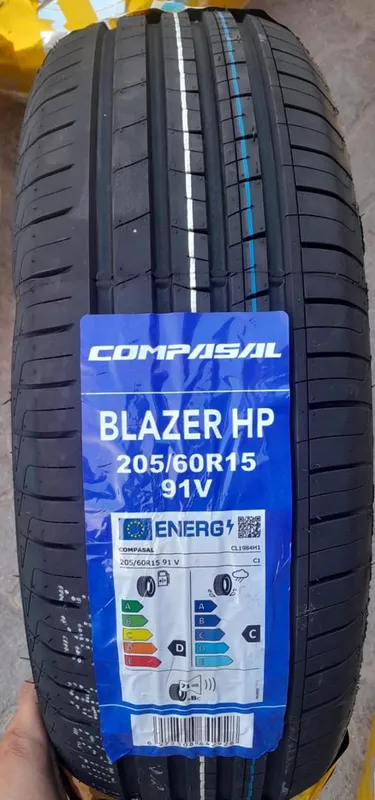 COMPASAL
BLAZER HP
205/60R15
91V
ENERG
COMPASAL CL1984H1
205/60R15 91 V C1
A
B
C
D
E
D
A
B
C
D
E
C